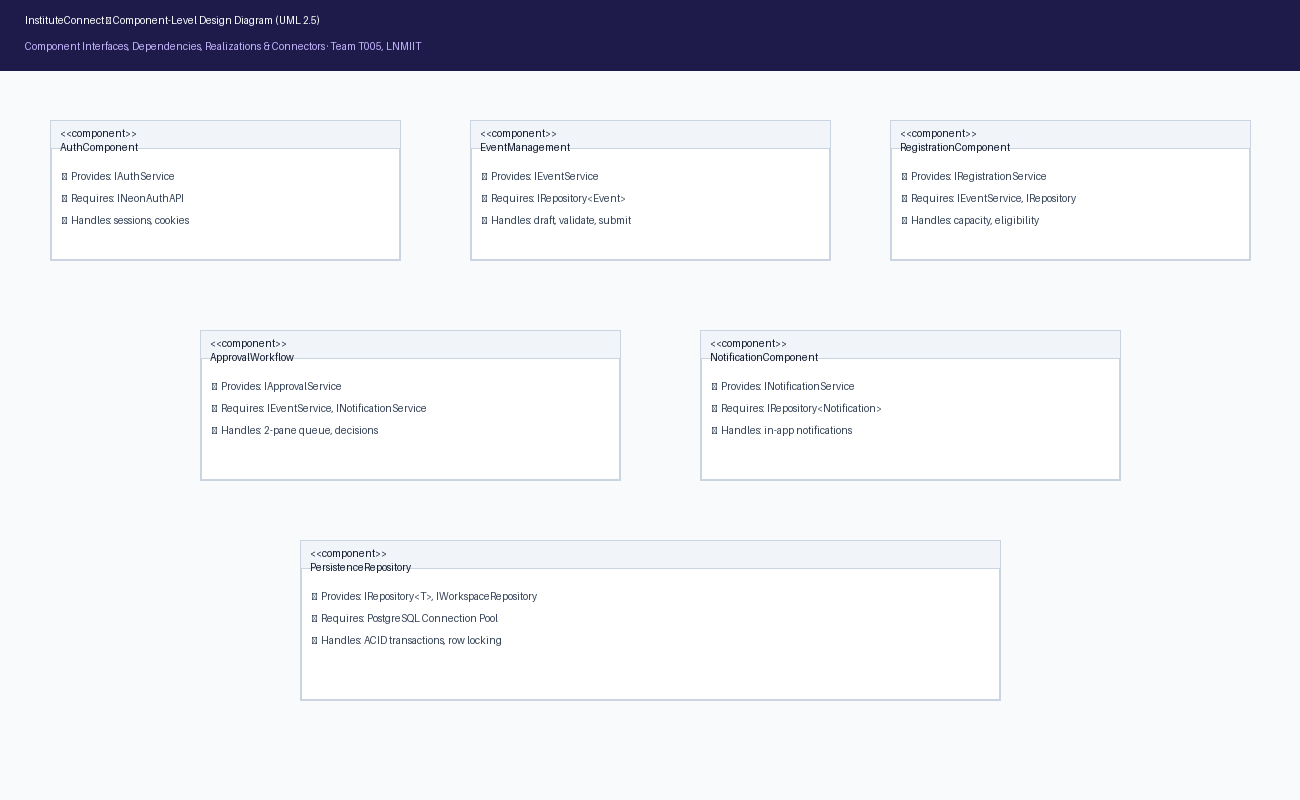 InstituteConnect Component-Level Design Diagram (UML 2.5)
Component Interfaces, Dependencies, Realizations & Connectors · Team T005, LNMIIT
<<component>>
AuthComponent
Provides: IAuthService
Requires: INeonAuthAPI
Handles: sessions, cookies
<<component>>
EventManagement
Provides: IEventService
Requires: IRepository<Event>
Handles: draft, validate, submit
<<component>>
RegistrationComponent
Provides: IRegistrationService
Requires: IEventService, IRepository
Handles: capacity, eligibility
<<component>>
ApprovalWorkflow
Provides: IApprovalService
Requires: IEventService, INotificationService
Handles: 2-pane queue, decisions
<<component>>
NotificationComponent
Provides: INotificationService
Requires: IRepository<Notification>
Handles: in-app notifications
<<component>>
PersistenceRepository
Provides: IRepository<T>, IWorkspaceRepository
Requires: PostgreSQL Connection Pool
Handles: ACID transactions, row locking